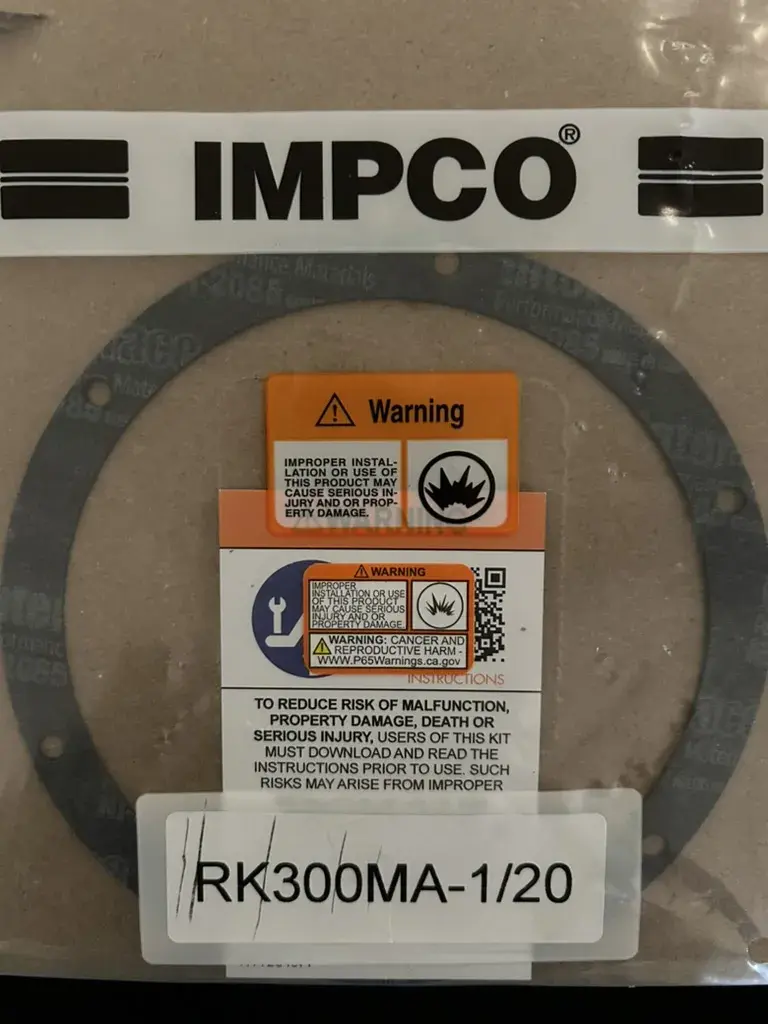 IMPCO®
Performance Materials
2085
Warning
IMPROPER INSTAL-
LATION OR USE OF
THIS PRODUCT MAY
CAUSE SERIOUS IN-
JURY AND OR PROP-
ERTY DAMAGE.
WARNING
WARNING
IMPROPER
INSTALLATION OR USE
OF THIS PRODUCT
MAY CAUSE SERIOUS
INJURY AND OR
PROPERTY DAMAGE.
WARNING: CANCER AND
REPRODUCTIVE HARM -
WWW.P65Warnings.ca.gov
INSTRUCTIONS
TO REDUCE RISK OF MALFUNCTION,
PROPERTY DAMAGE, DEATH OR
SERIOUS INJURY, USERS OF THIS KIT
MUST DOWNLOAD AND READ THE
INSTRUCTIONS PRIOR TO USE. SUCH
RISKS MAY ARISE FROM IMPROPER
RK300MA-1/20